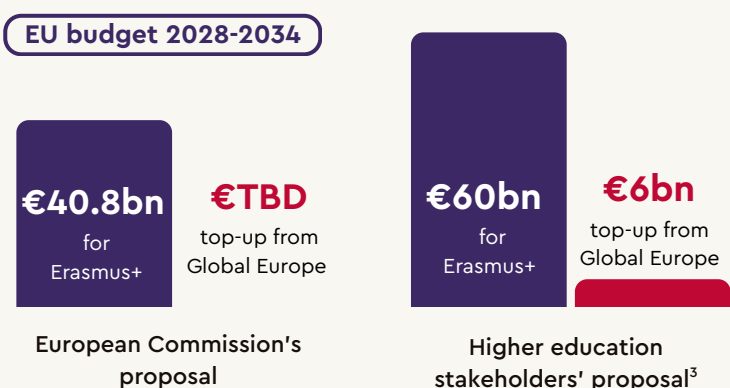 EU budget 2028-2034
€40.8bn
for
Erasmus+
€TBD
top-up from
Global Europe
European Commission's
proposal
€60bn
for
Erasmus+
€6bn
top-up from
Global Europe
Higher education
stakeholders' proposal³